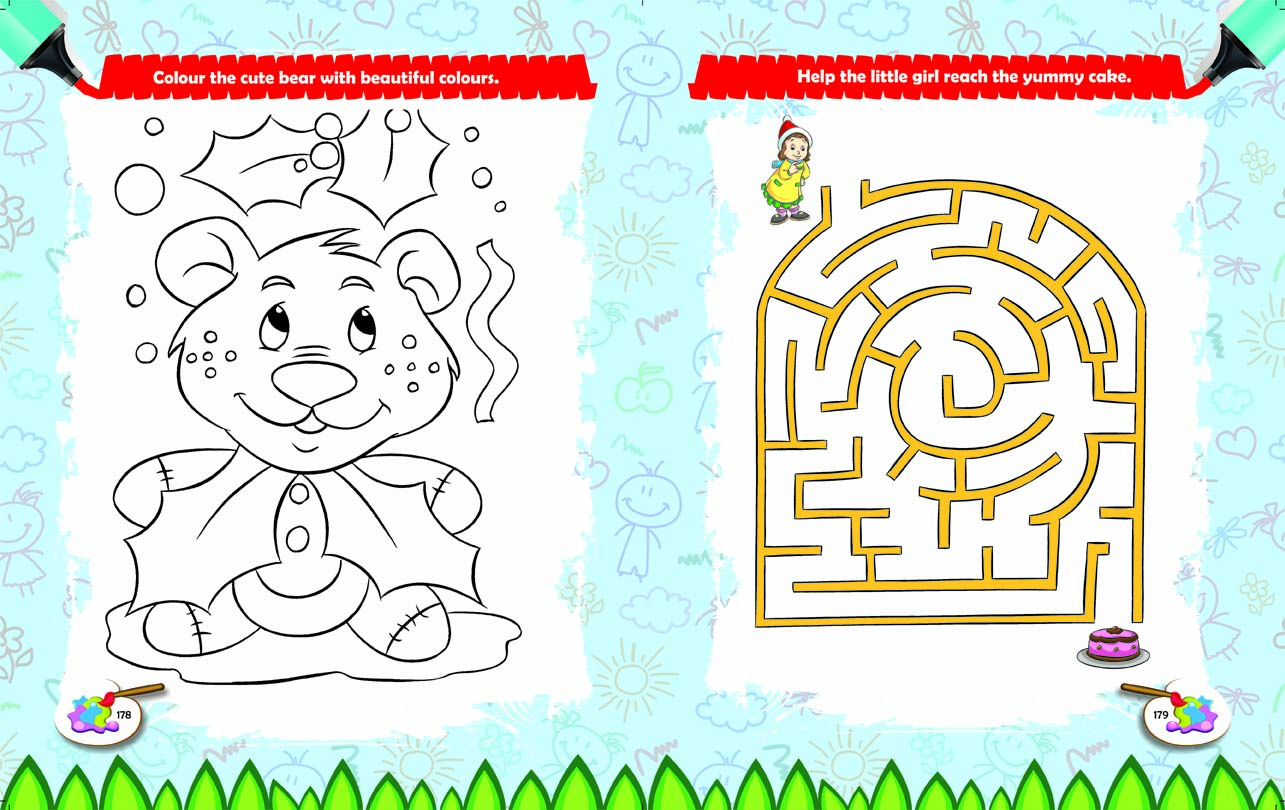 Colour the cute bear with beautiful colours.
Help the little girl reach the yummy cake.
178
179